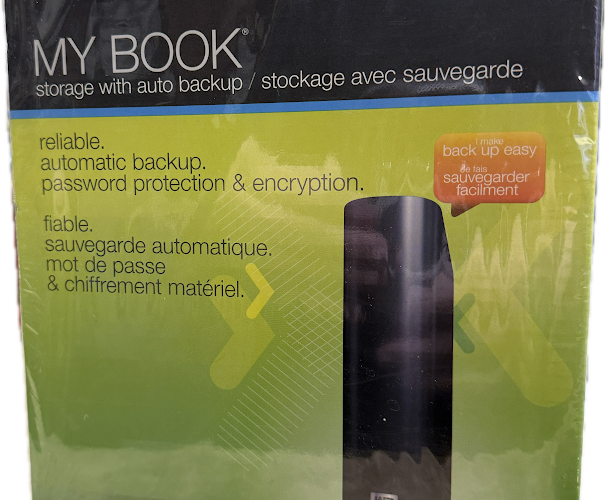 MY BOOK®
storage with auto backup / stockage avec sauvegarde
reliable.
automatic backup.
password protection & encryption.
fiable.
sauvegarde automatique.
mot de passe
& chiffrement matériel.
i make
back up easy
je fais
sauvegarder
facilment